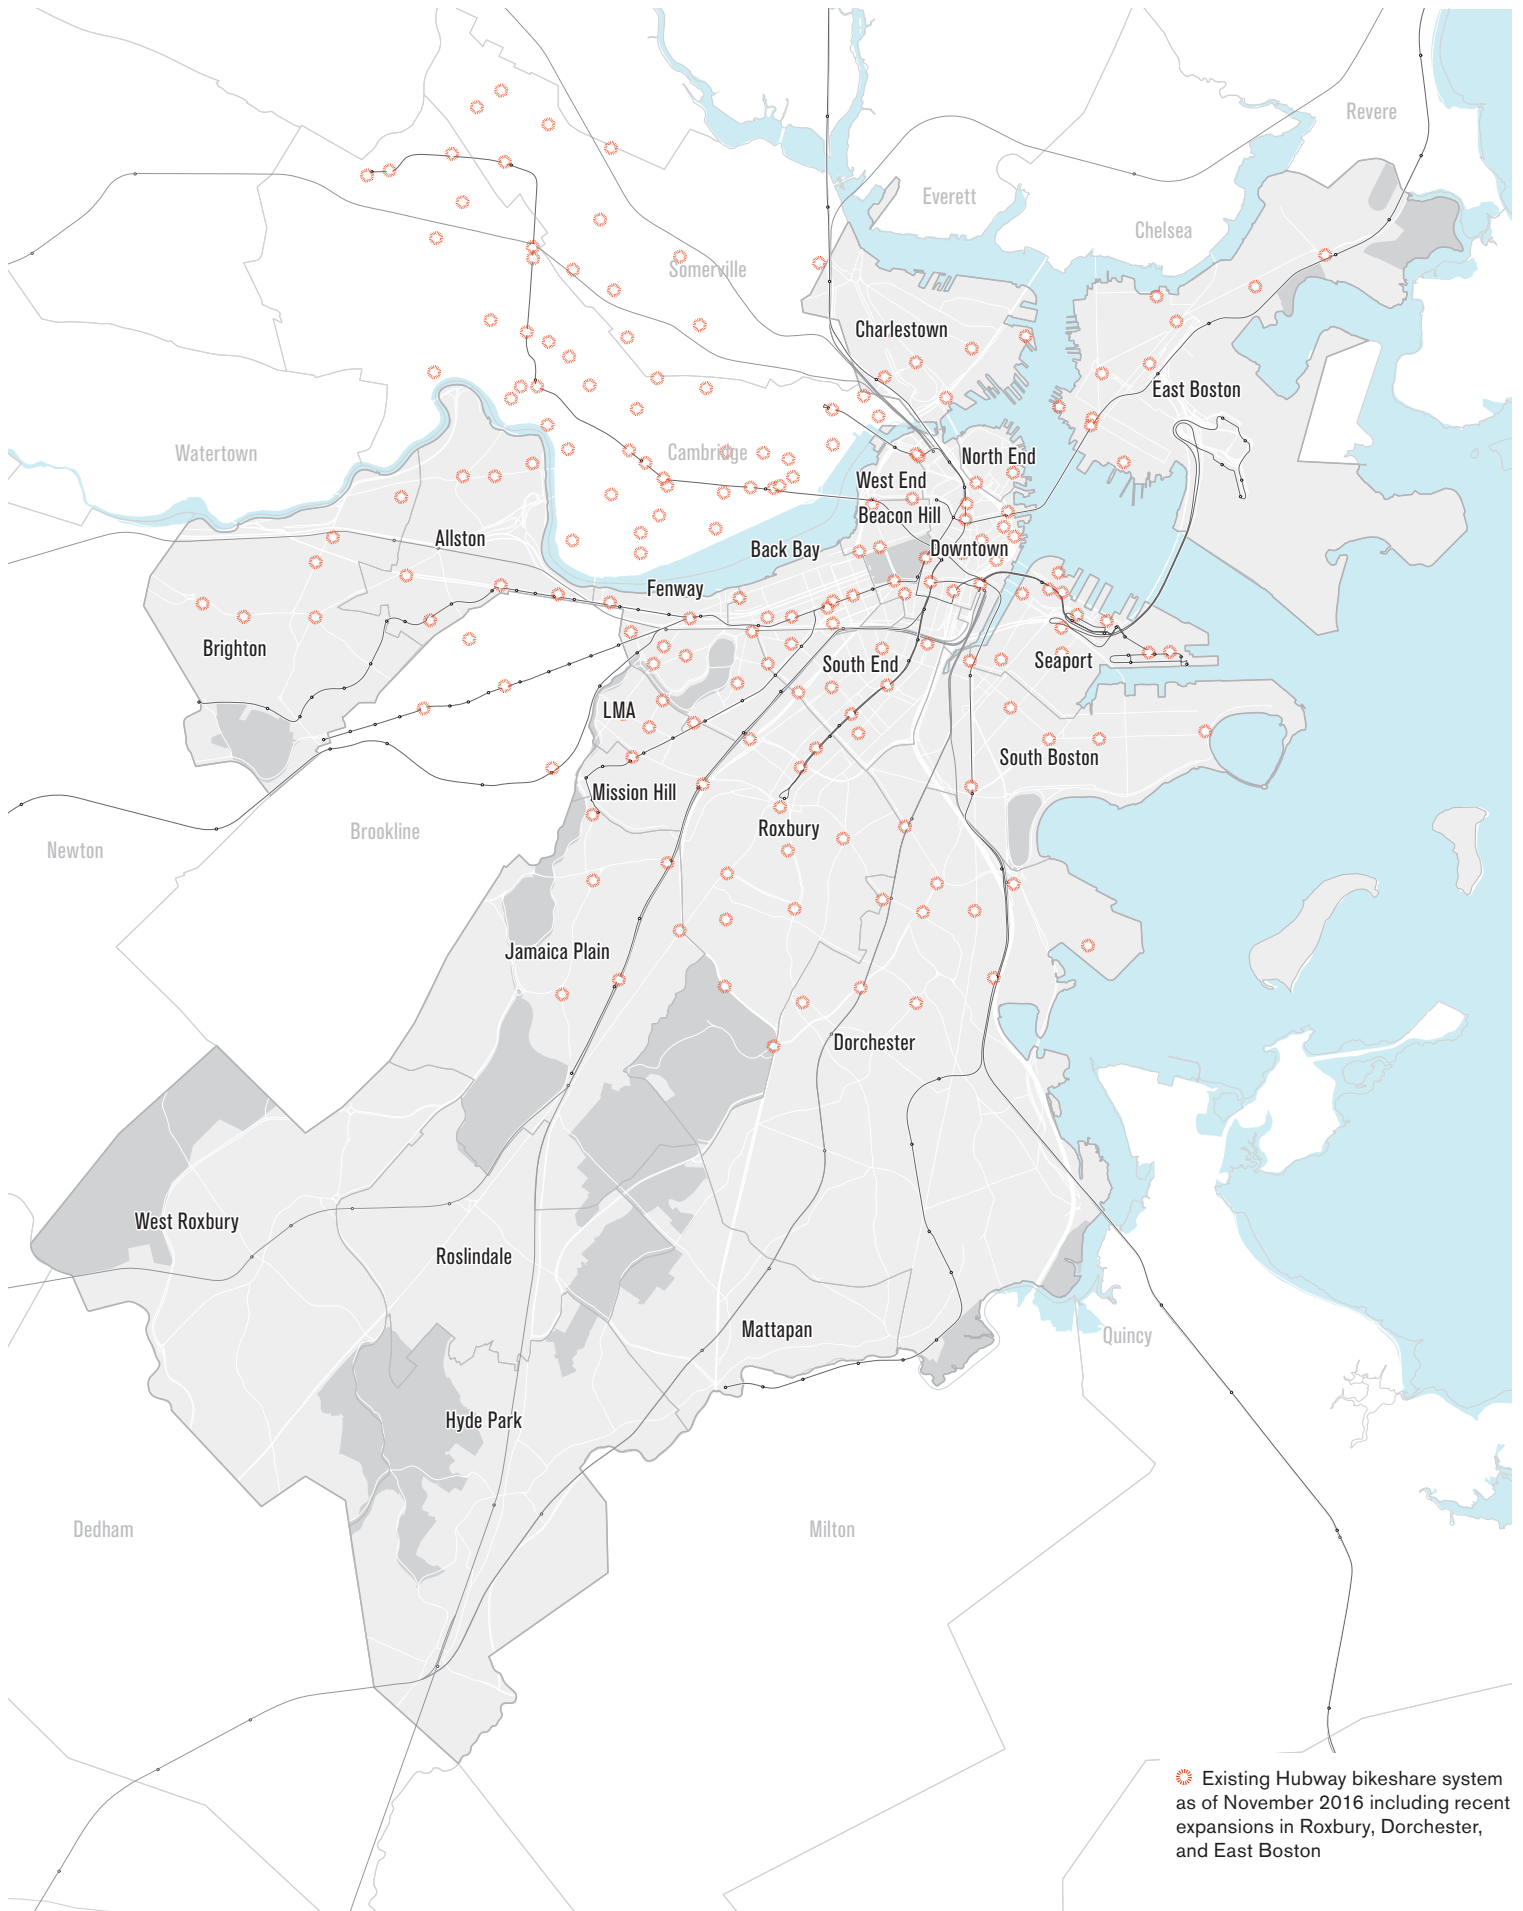 Revere
Everett
Chelsea
Somerville
Charlestown
East Boston
Watertown
Cambridge
North End
West End
Beacon Hill
Allston
Back Bay
Downtown
Fenway
Brighton
South End
Seaport
LMA
South Boston
Mission Hill
Roxbury
Brookline
Newton
Jamaica Plain
Dorchester
West Roxbury
Roslindale
Mattapan
Quincy
Hyde Park
Dedham
Milton
Existing Hubway bikeshare system
as of November 2016 including recent
expansions in Roxbury, Dorchester,
and East Boston